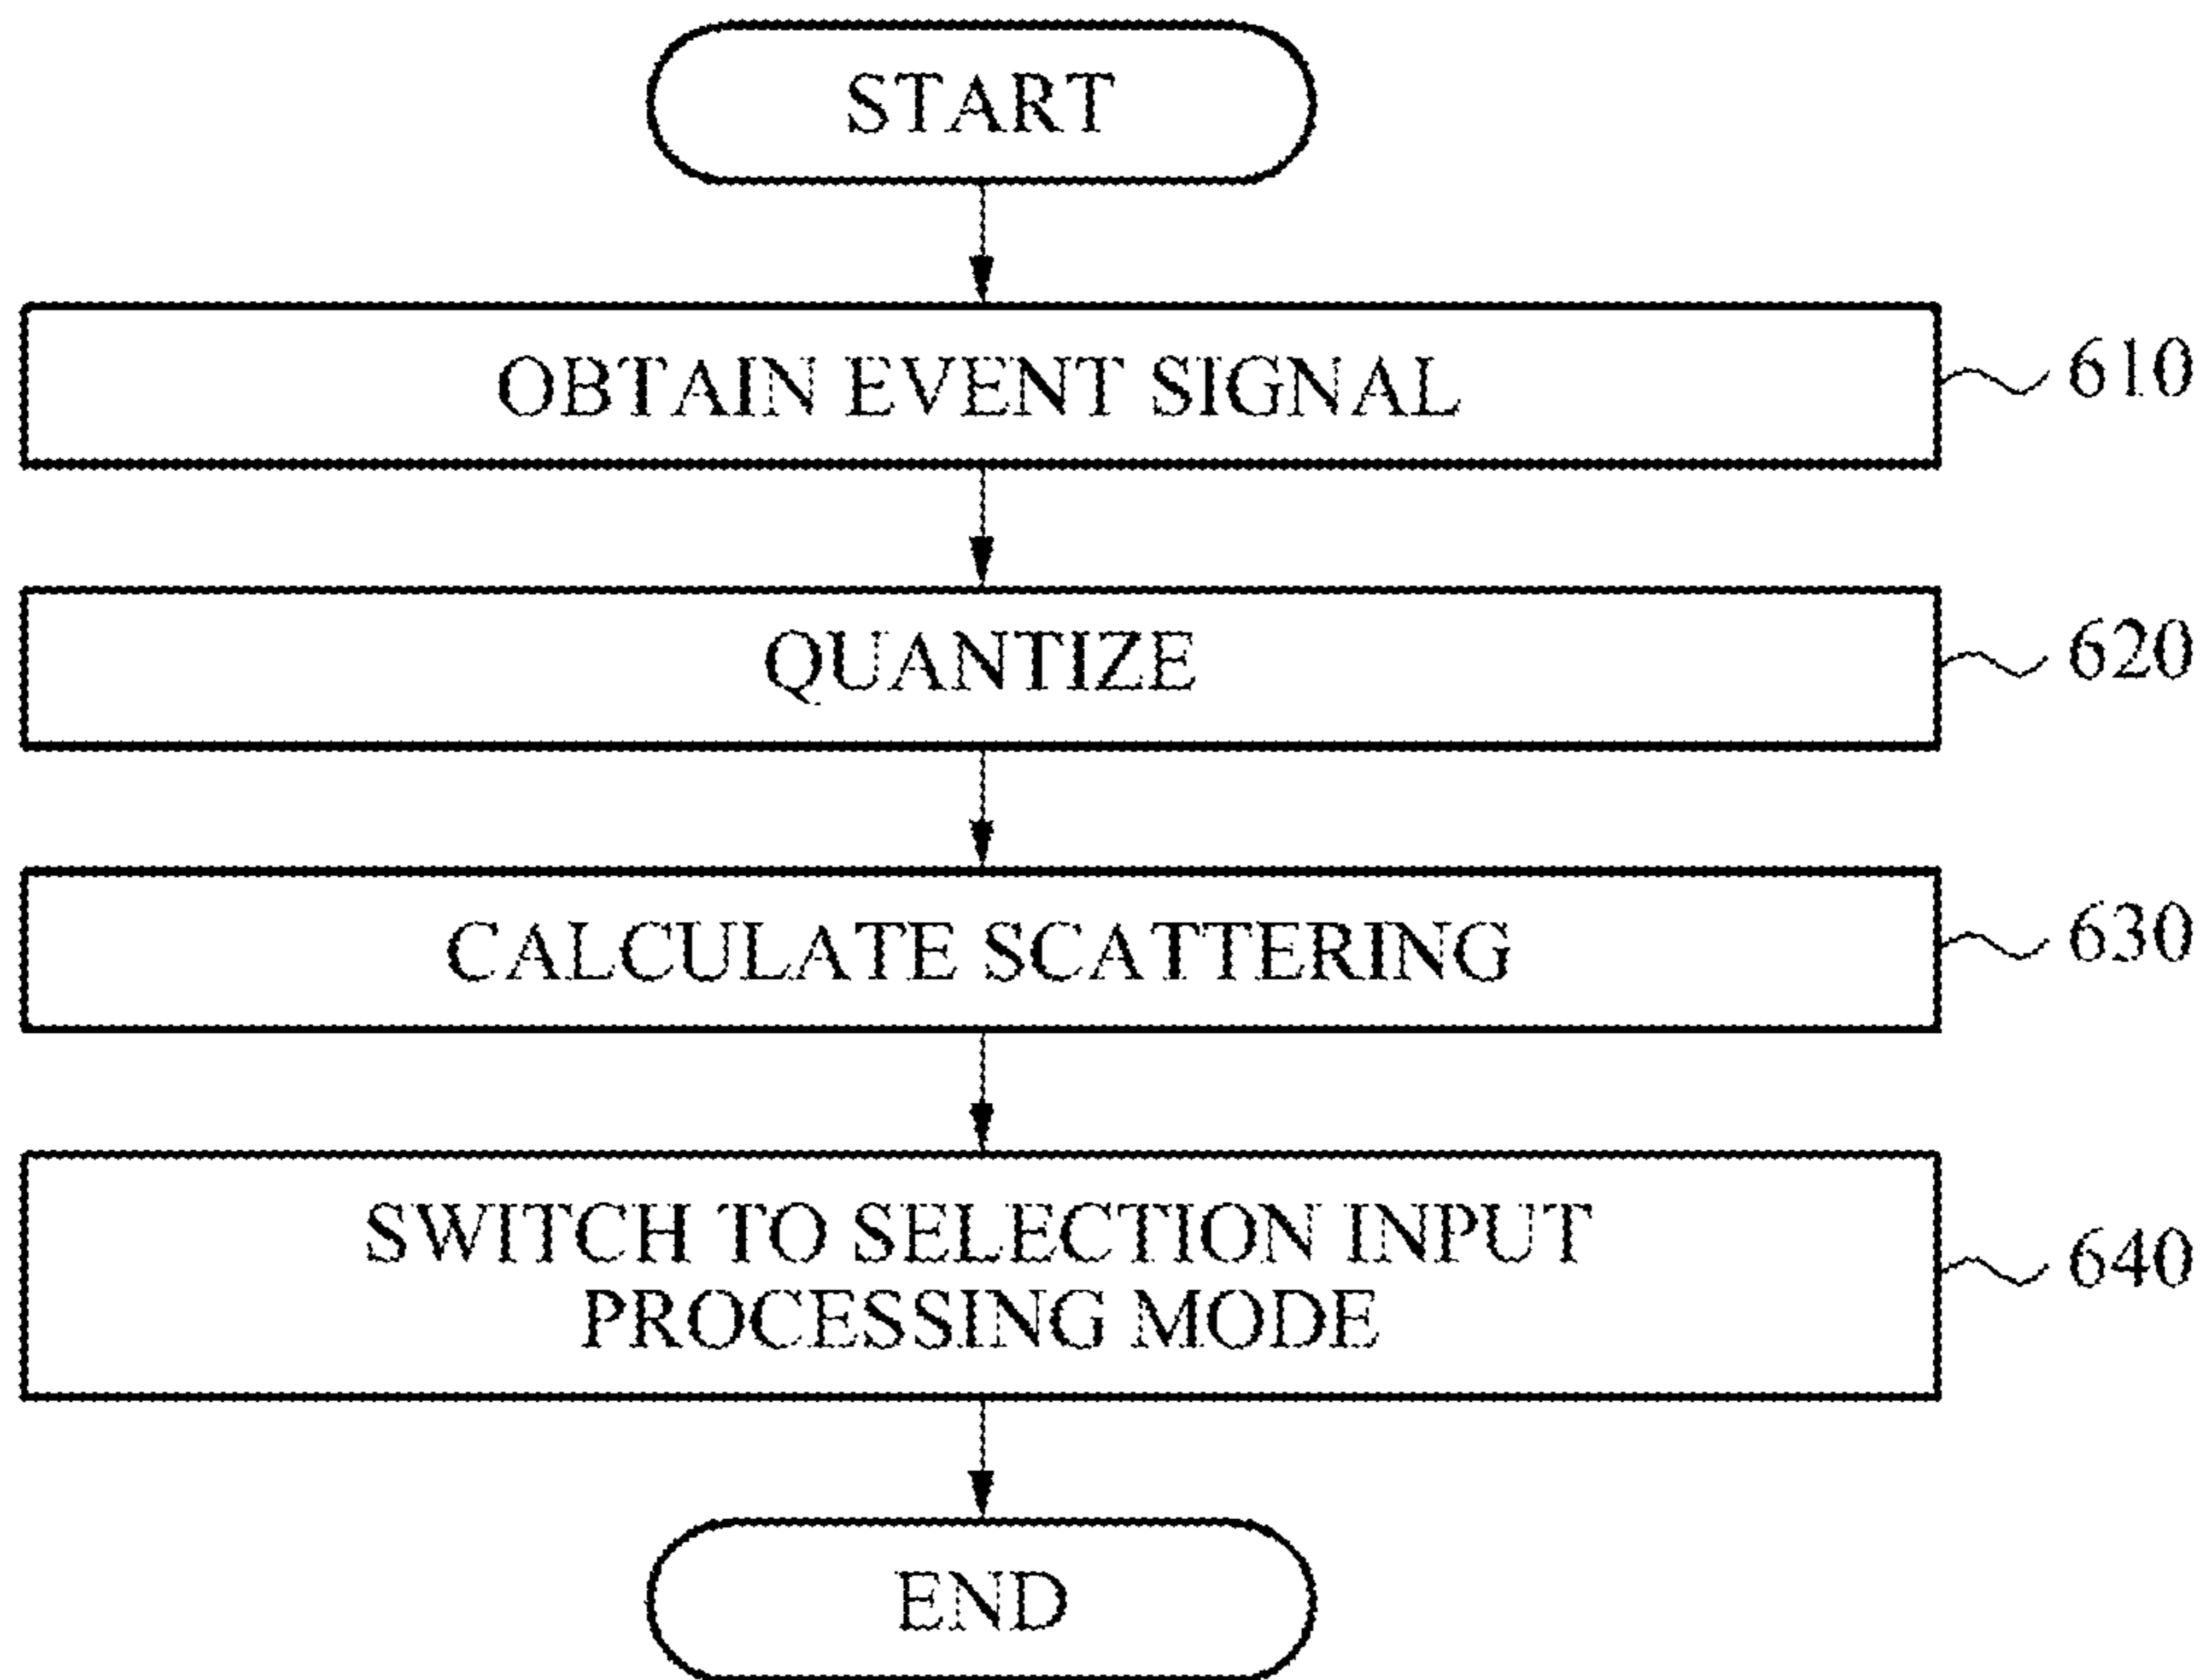 START
OBTAIN EVENT SIGNAL
610
QUANTIZE
620
CALCULATE SCATTERING
630
SWITCH TO SELECTION INPUT
PROCESSING MODE
640
END